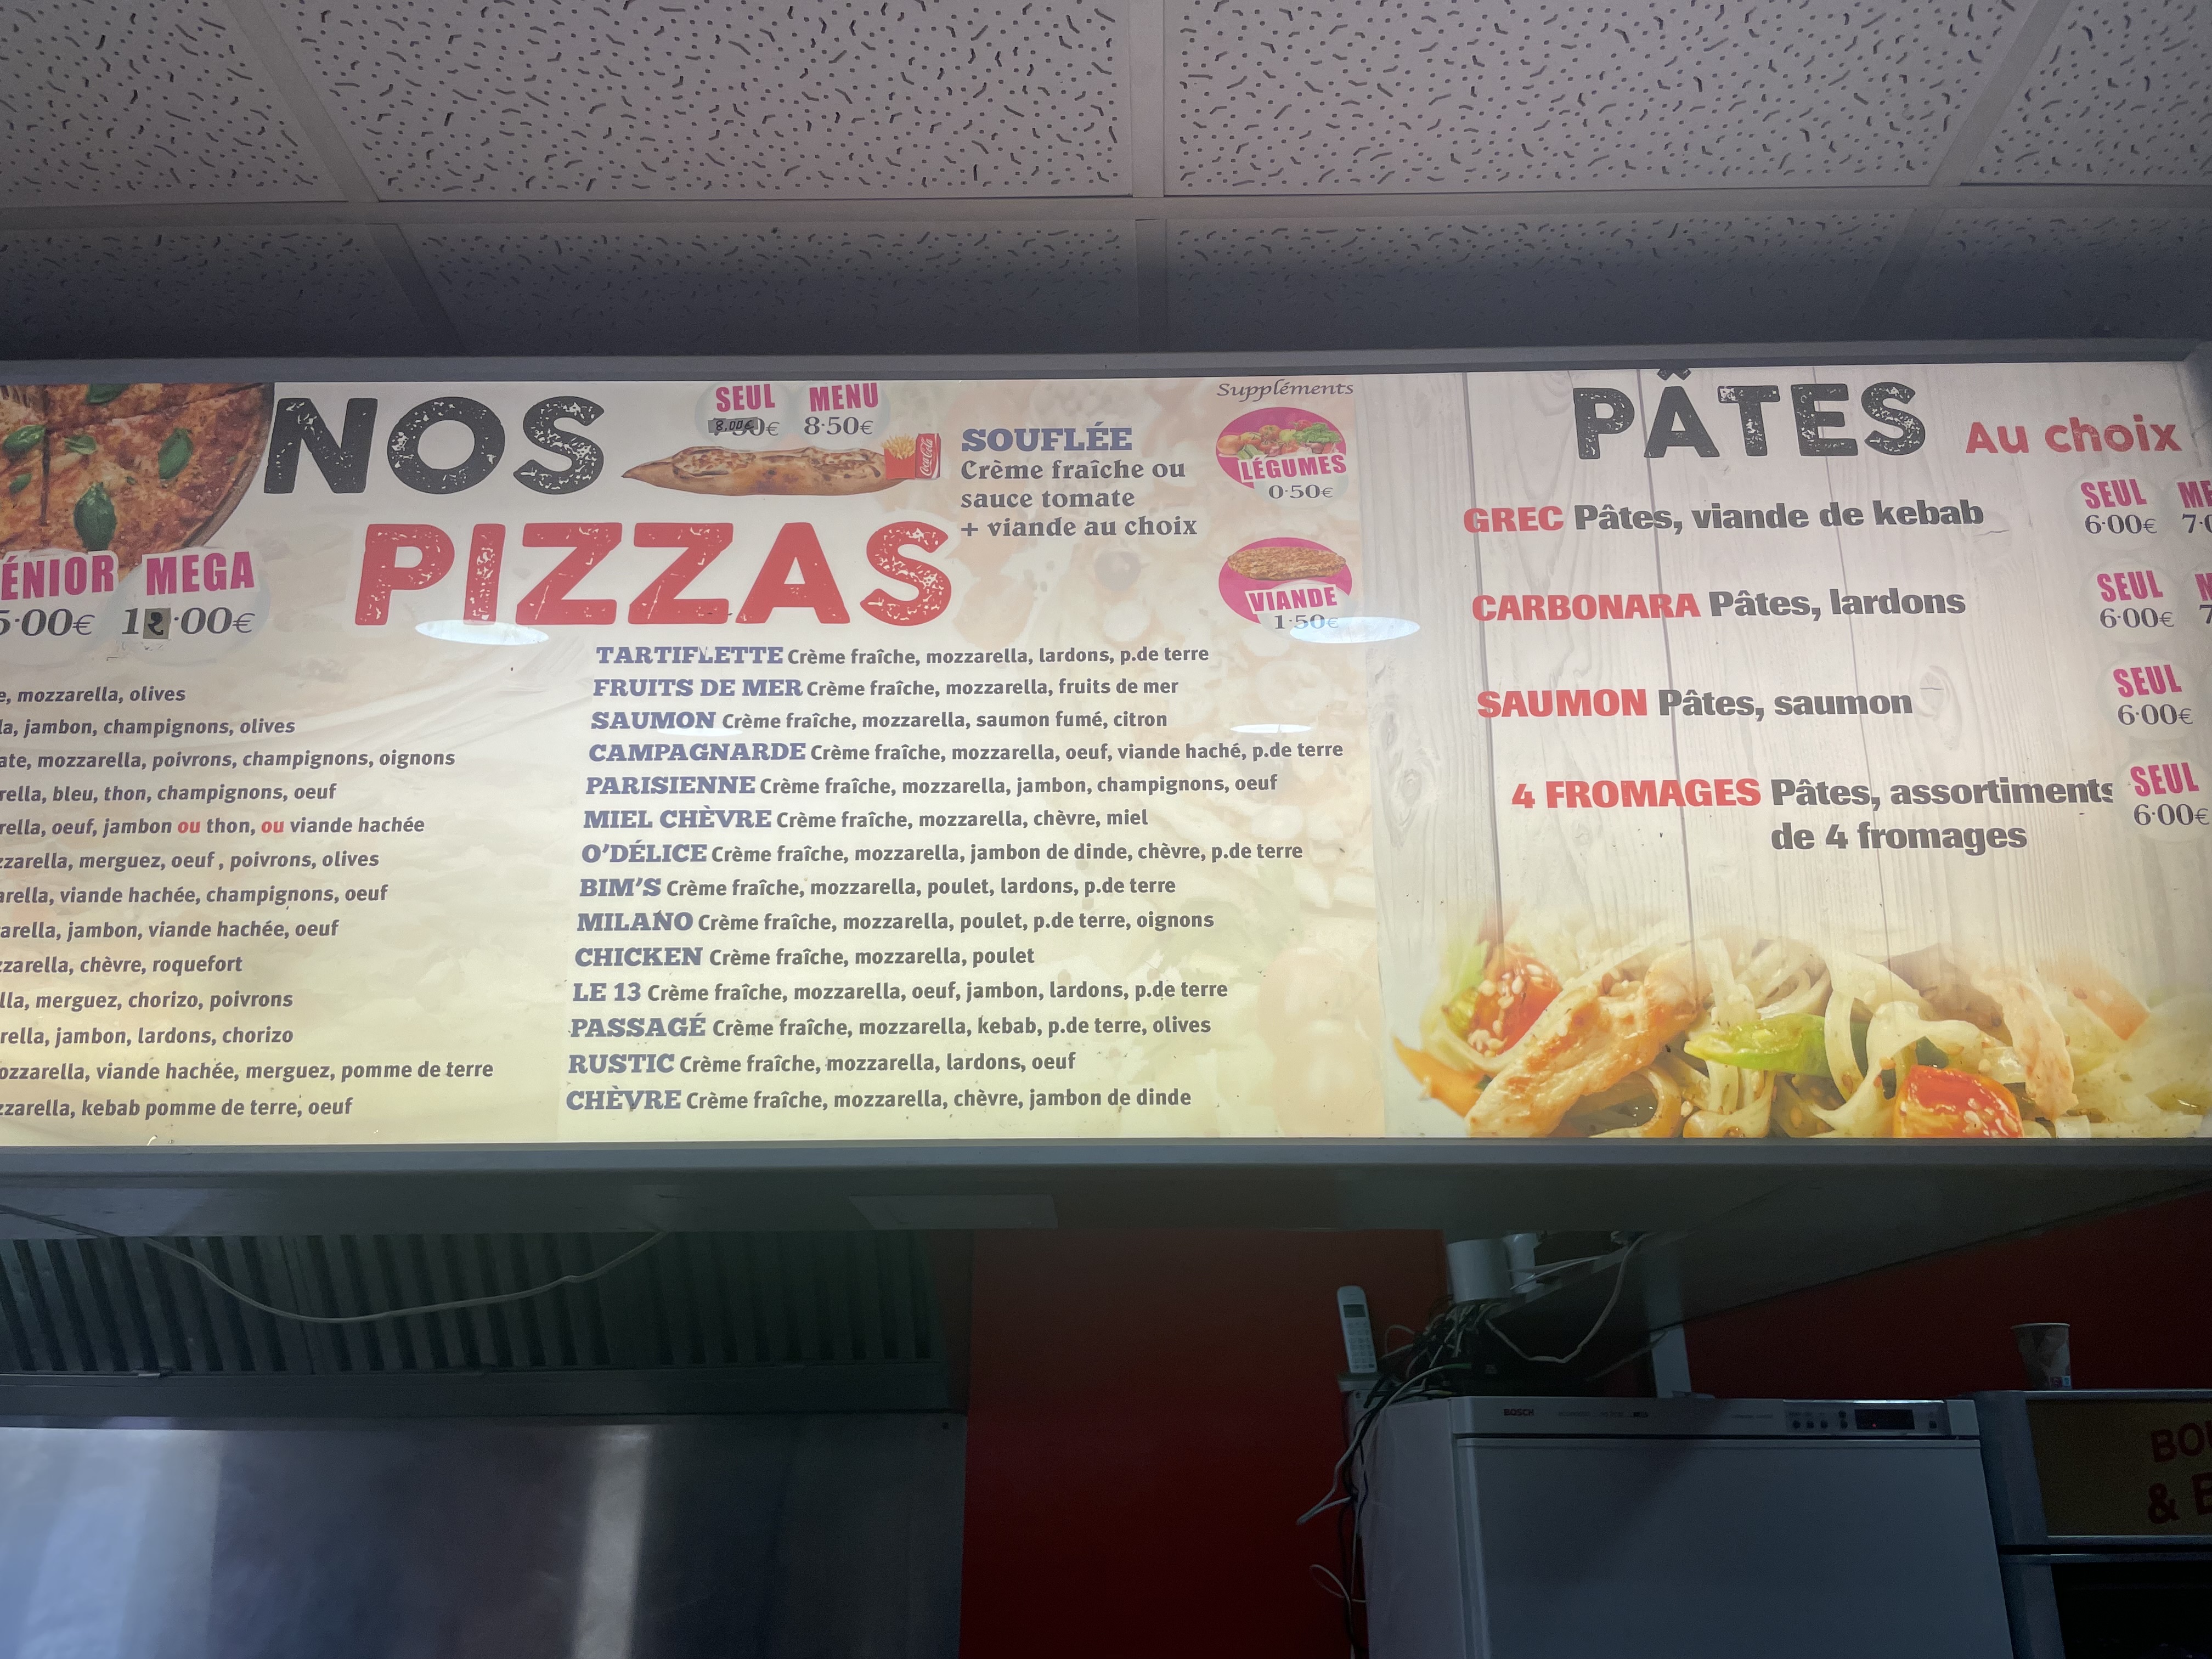 NOS
PIZZAS
MEGA
SEUL MENU
8.00€ 8·50€
SOUFLÉE
Crème fraîche ou
sauce tomate
+ viande au choix
Suppléments
LÉGUMES
0·50€
VIANDE
1·50€
mozzarella, olives
jambon, champignons, olives
mozzarella, poivrons, champignons, oignons
bleu, thon, champignons, oeuf
oeuf, jambon ou thon, ou viande hachée
merguez, oeuf, poivrons, olives
viande hachée, champignons, oeuf
jambon, viande hachée, oeuf
chèvre, roquefort
merguez, chorizo, poivrons
jambon, lardons, chorizo
viande hachée, merguez, pomme de terre
kebab pomme de terre, oeuf
TARTIFLETTE Crème fraîche, mozzarella, lardons, p.de terre
FRUITS DE MER Crème fraîche, mozzarella, fruits de mer
SAUMON Crème fraîche, mozzarella, saumon fumé, citron
CAMPAGNARDE Crème fraîche, mozzarella, oeuf, viande haché, p.de terre
PARISIENNE Crème fraîche, mozzarella, jambon, champignons, oeuf
MIEL CHÈVRE Crème fraîche, mozzarella, chèvre, miel
O'DÉLICE Crème fraîche, mozzarella, jambon de dinde, chèvre, p.de terre
BIM'S Crème fraîche, mozzarella, poulet, lardons, p.de terre
MILANO Crème fraîche, mozzarella, poulet, p.de terre, oignons
CHICKEN Crème fraîche, mozzarella, poulet
LE 13 Crème fraîche, mozzarella, oeuf, jambon, lardons, p.de terre
PASSAGÉ Crème fraîche, mozzarella, kebab, p.de terre, olives
RUSTIC Crème fraîche, mozzarella, lardons, oeuf
CHÈVRE Crème fraîche, mozzarella, chèvre, jambon de dinde
PÂTES Au choix
GREC Pâtes, viande de kebab
SEUL
6·00€
CARBONARA Pâtes, lardons
SEUL
6·00€
SAUMON Pâtes, saumon
SEUL
6·00€
4 FROMAGES Pâtes, assortiments
de 4 fromages
SEUL
6·00€
BOSCH